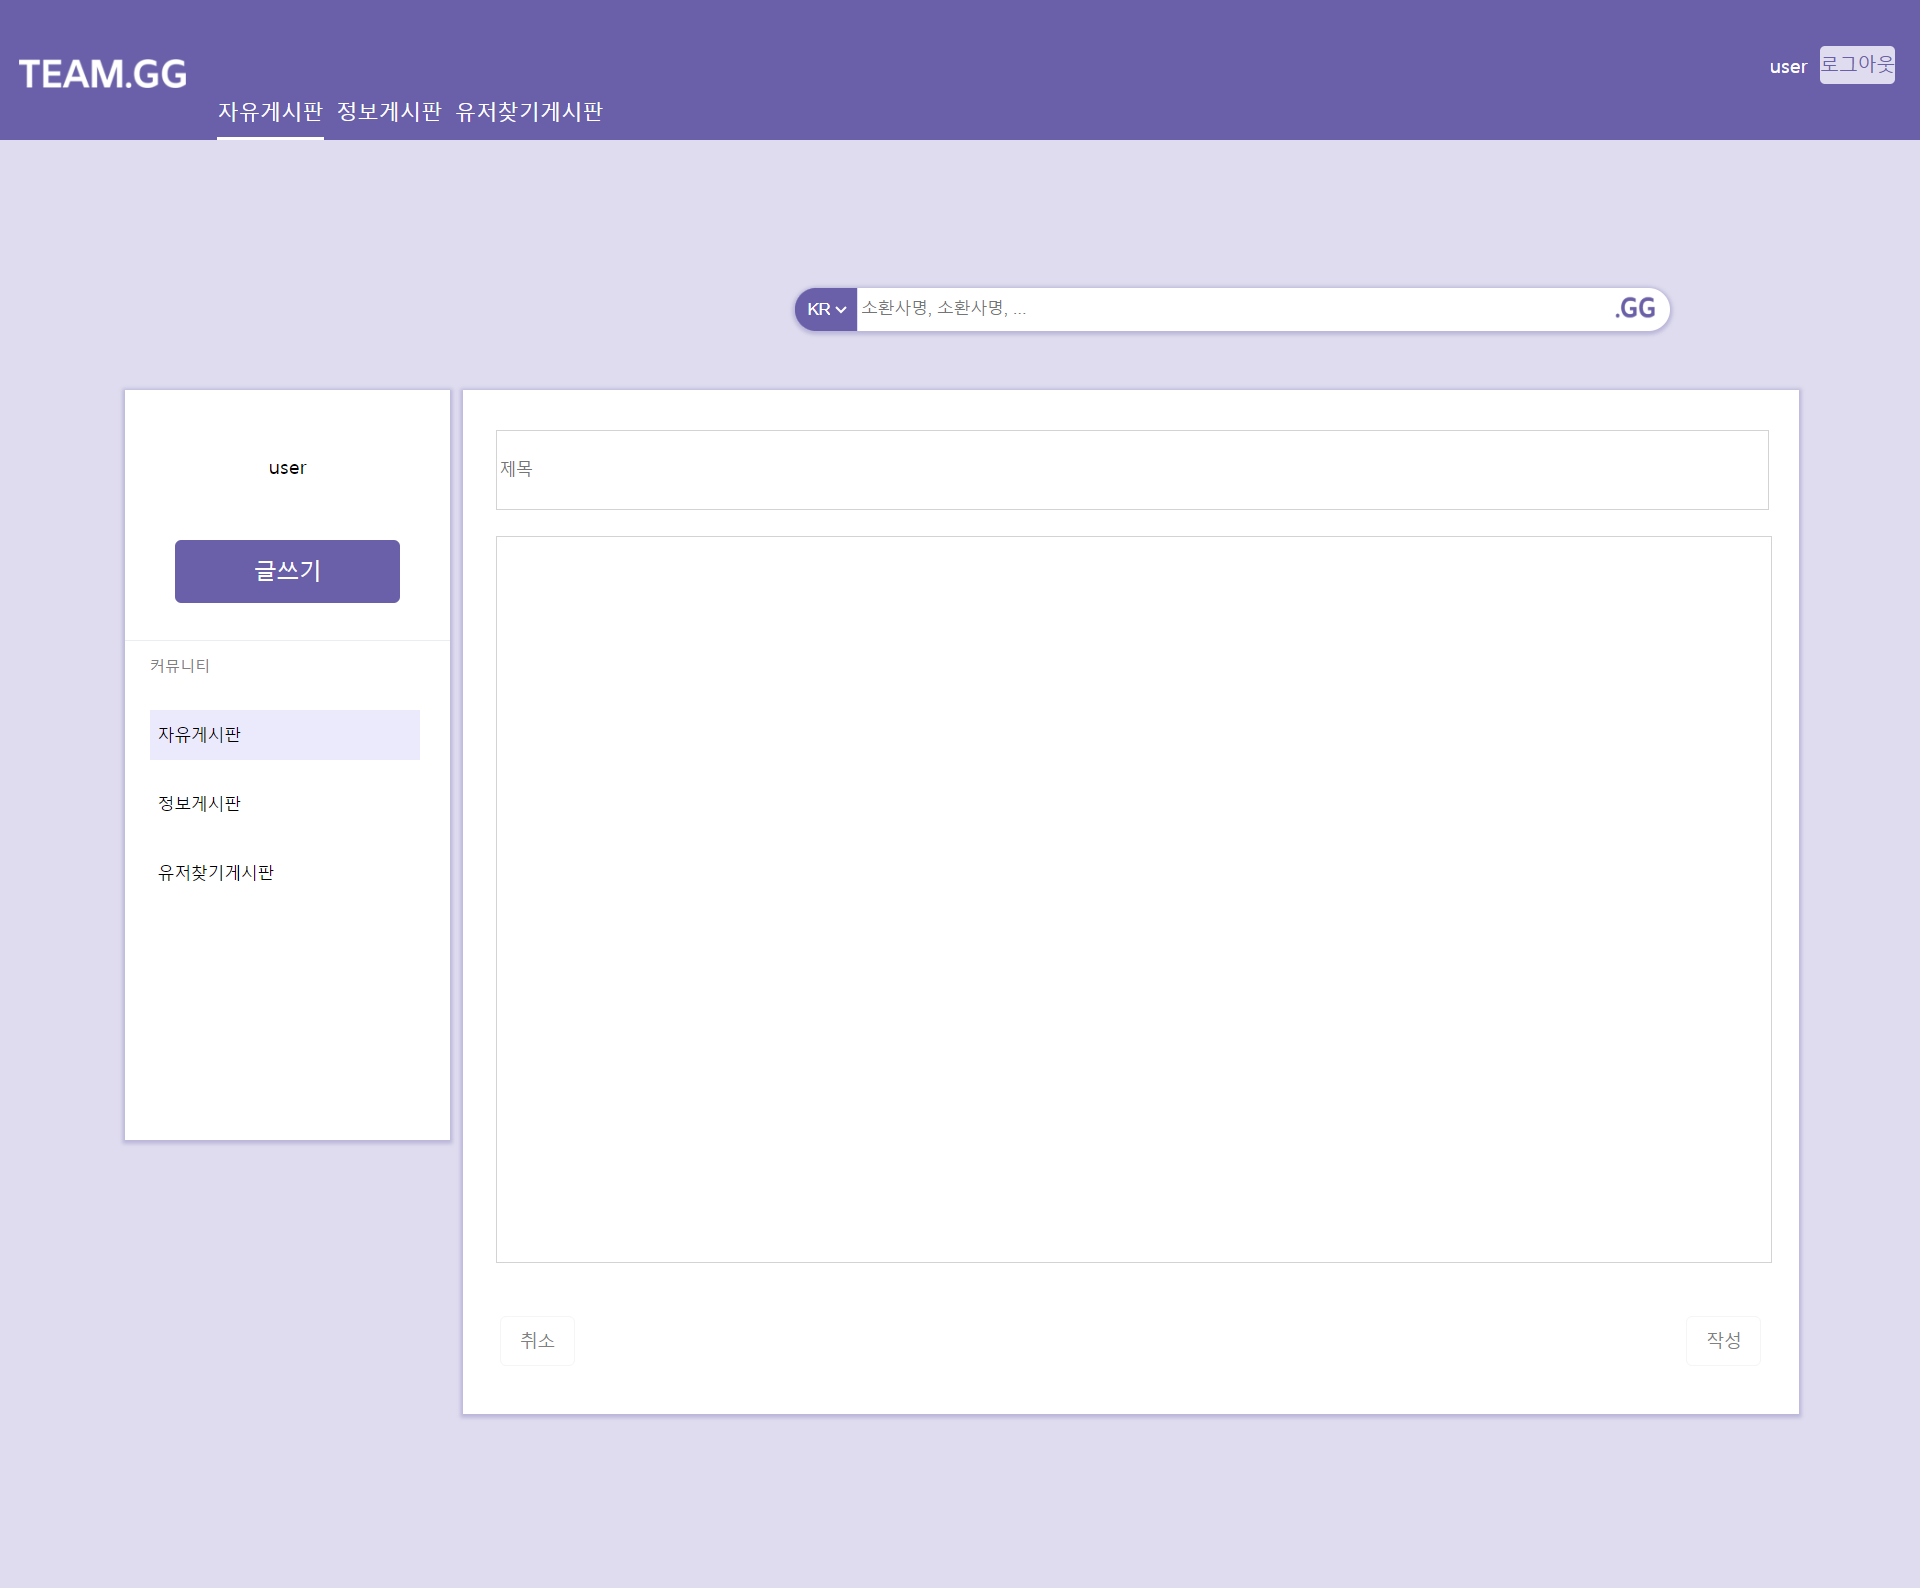 TEAM.GG
user 로그아웃
자유게시판 정보게시판 유저찾기게시판
KR 소환사명, 소환사명, ... .GG
user
글쓰기
커뮤니티
자유게시판
정보게시판
유저찾기게시판
제목
취소
작성